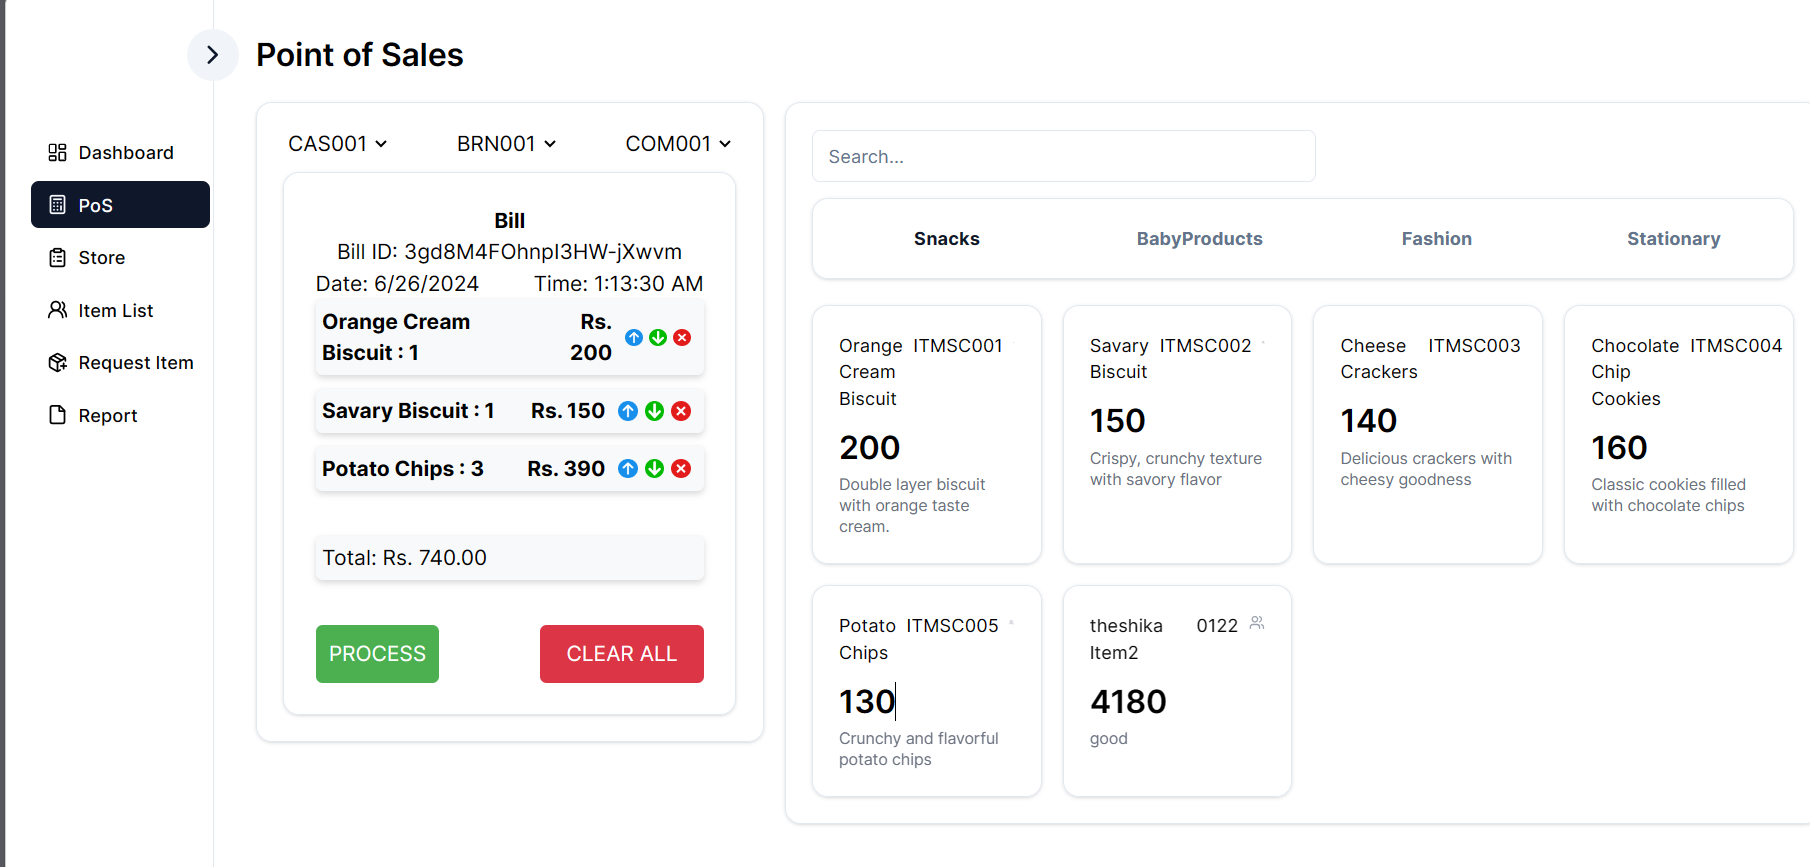 Point of Sales
Dashboard
PoS
Store
Item List
Request Item
Report
CAS001 BRN001 COM001
Bill
Bill ID: 3gd8M4FOhnpI3HW-jXwvm
Date: 6/26/2024 Time: 1:13:30 AM
Orange Cream Rs.
Biscuit : 1 200
Savary Biscuit : 1 Rs. 150
Potato Chips : 3 Rs. 390
Total: Rs. 740.00
PROCESS CLEAR ALL
Search...
Snacks BabyProducts Fashion Stationary
Orange ITMSC001
Cream
Biscuit
200
Double layer biscuit
with orange taste
cream.
Savary ITMSC002
Biscuit
150
Crispy, crunchy texture
with savory flavor
Cheese ITMSC003
Crackers
140
Delicious crackers with
cheesy goodness
Chocolate ITMSC004
Chip
Cookies
160
Classic cookies filled
with chocolate chips
Potato ITMSC005
Chips
130
Crunchy and flavorful
potato chips
theshika 0122
Item2
4180
good